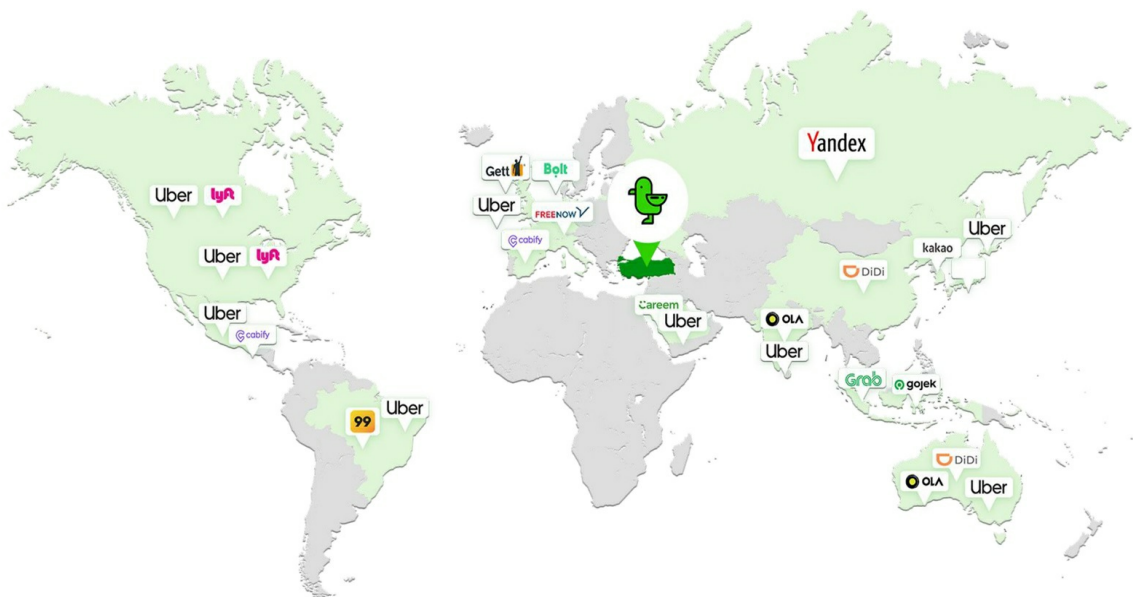 Yandex
Gett
Bolt
Uber
lyft
Uber
FREENOW
Uber
kakao
cabify
Uber
lyft
DiDi
Careem
Uber
cabify
Uber
OLA
Uber
Grab
gojek
Uber
99
DiDi
OLA
Uber